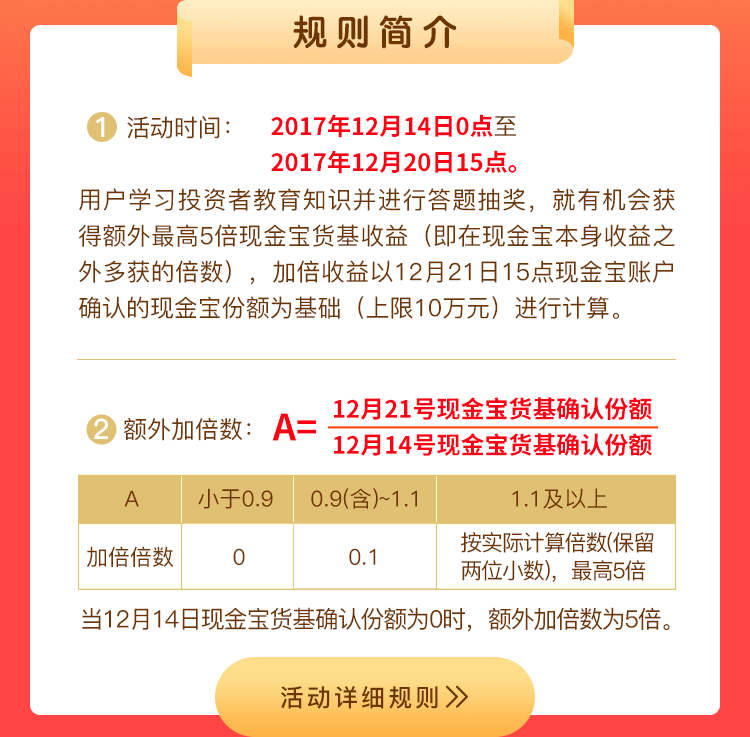 规则简介
1 活动时间： 2017年12月14日0点至
2017年12月20日15点。
用户学习投资者教育知识并进行答题抽奖，就有机会获
得额外最高5倍现金宝货基收益（即在现金宝本身收益之
外多获的倍数），加倍收益以12月21日15点现金宝账户
确认的现金宝份额为基础（上限10万元）进行计算。
2 额外加倍数： A=
12月21号现金宝货基确认份额
12月14号现金宝货基确认份额
A 小于0.9 0.9(含)~1.1 1.1及以上
加倍倍数 0 0.1 按实际计算倍数(保留
两位小数)，最高5倍
当12月14日现金宝货基确认份额为0时，额外加倍数为5倍。
活动详细规则>>